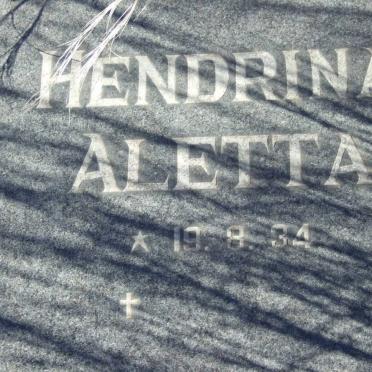 HENDRINA
ALETTA
* 19. 8. 34
†